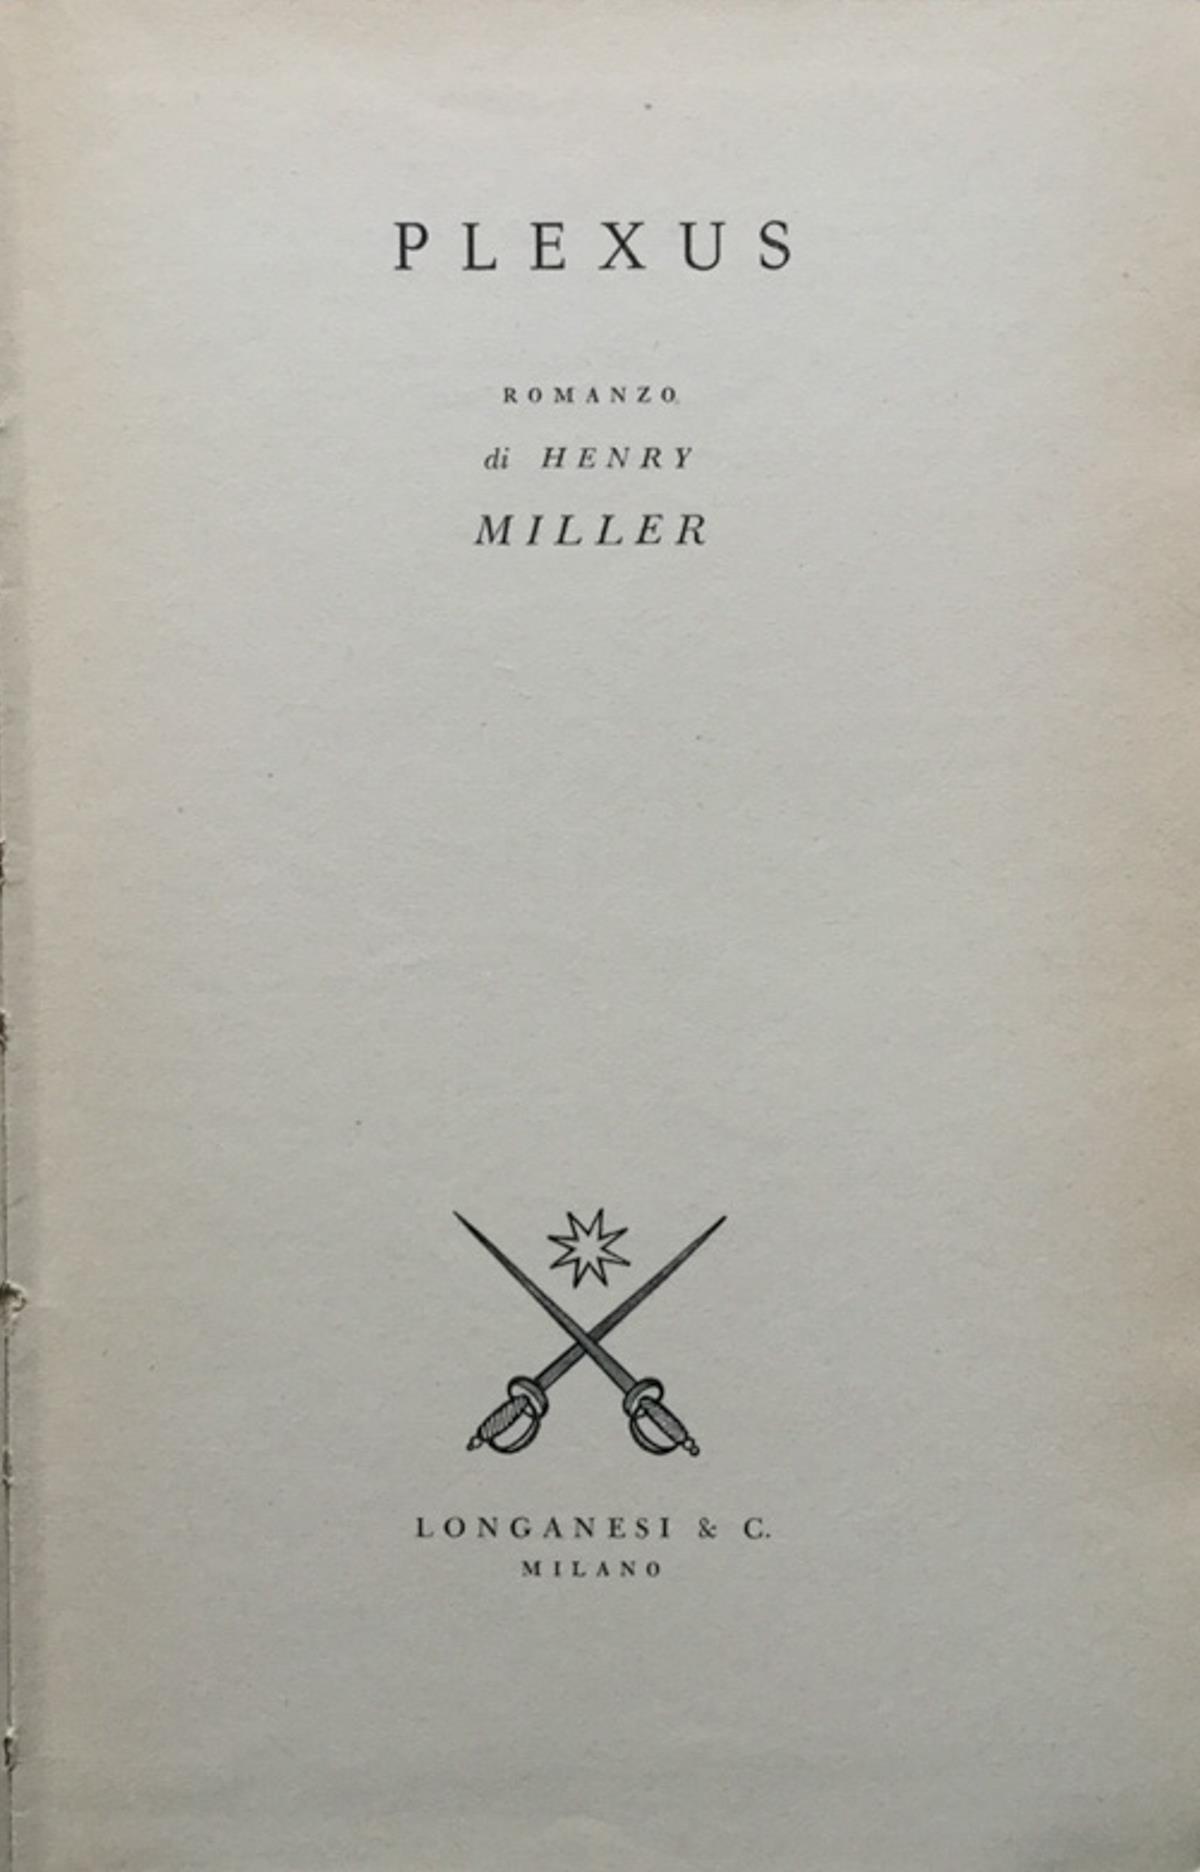 PLEXUS
ROMANZO
di HENRY
MILLER
LONGANESI & C.
MILANO